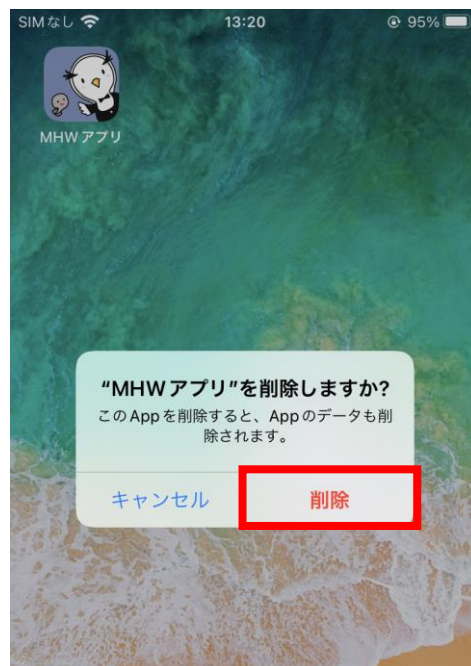 SIMなし 13:20 95%
MHWアプリ
“MHWアプリ”を削除しますか?
このAppを削除すると、Appのデータも削
除されます。
キャンセル 削除